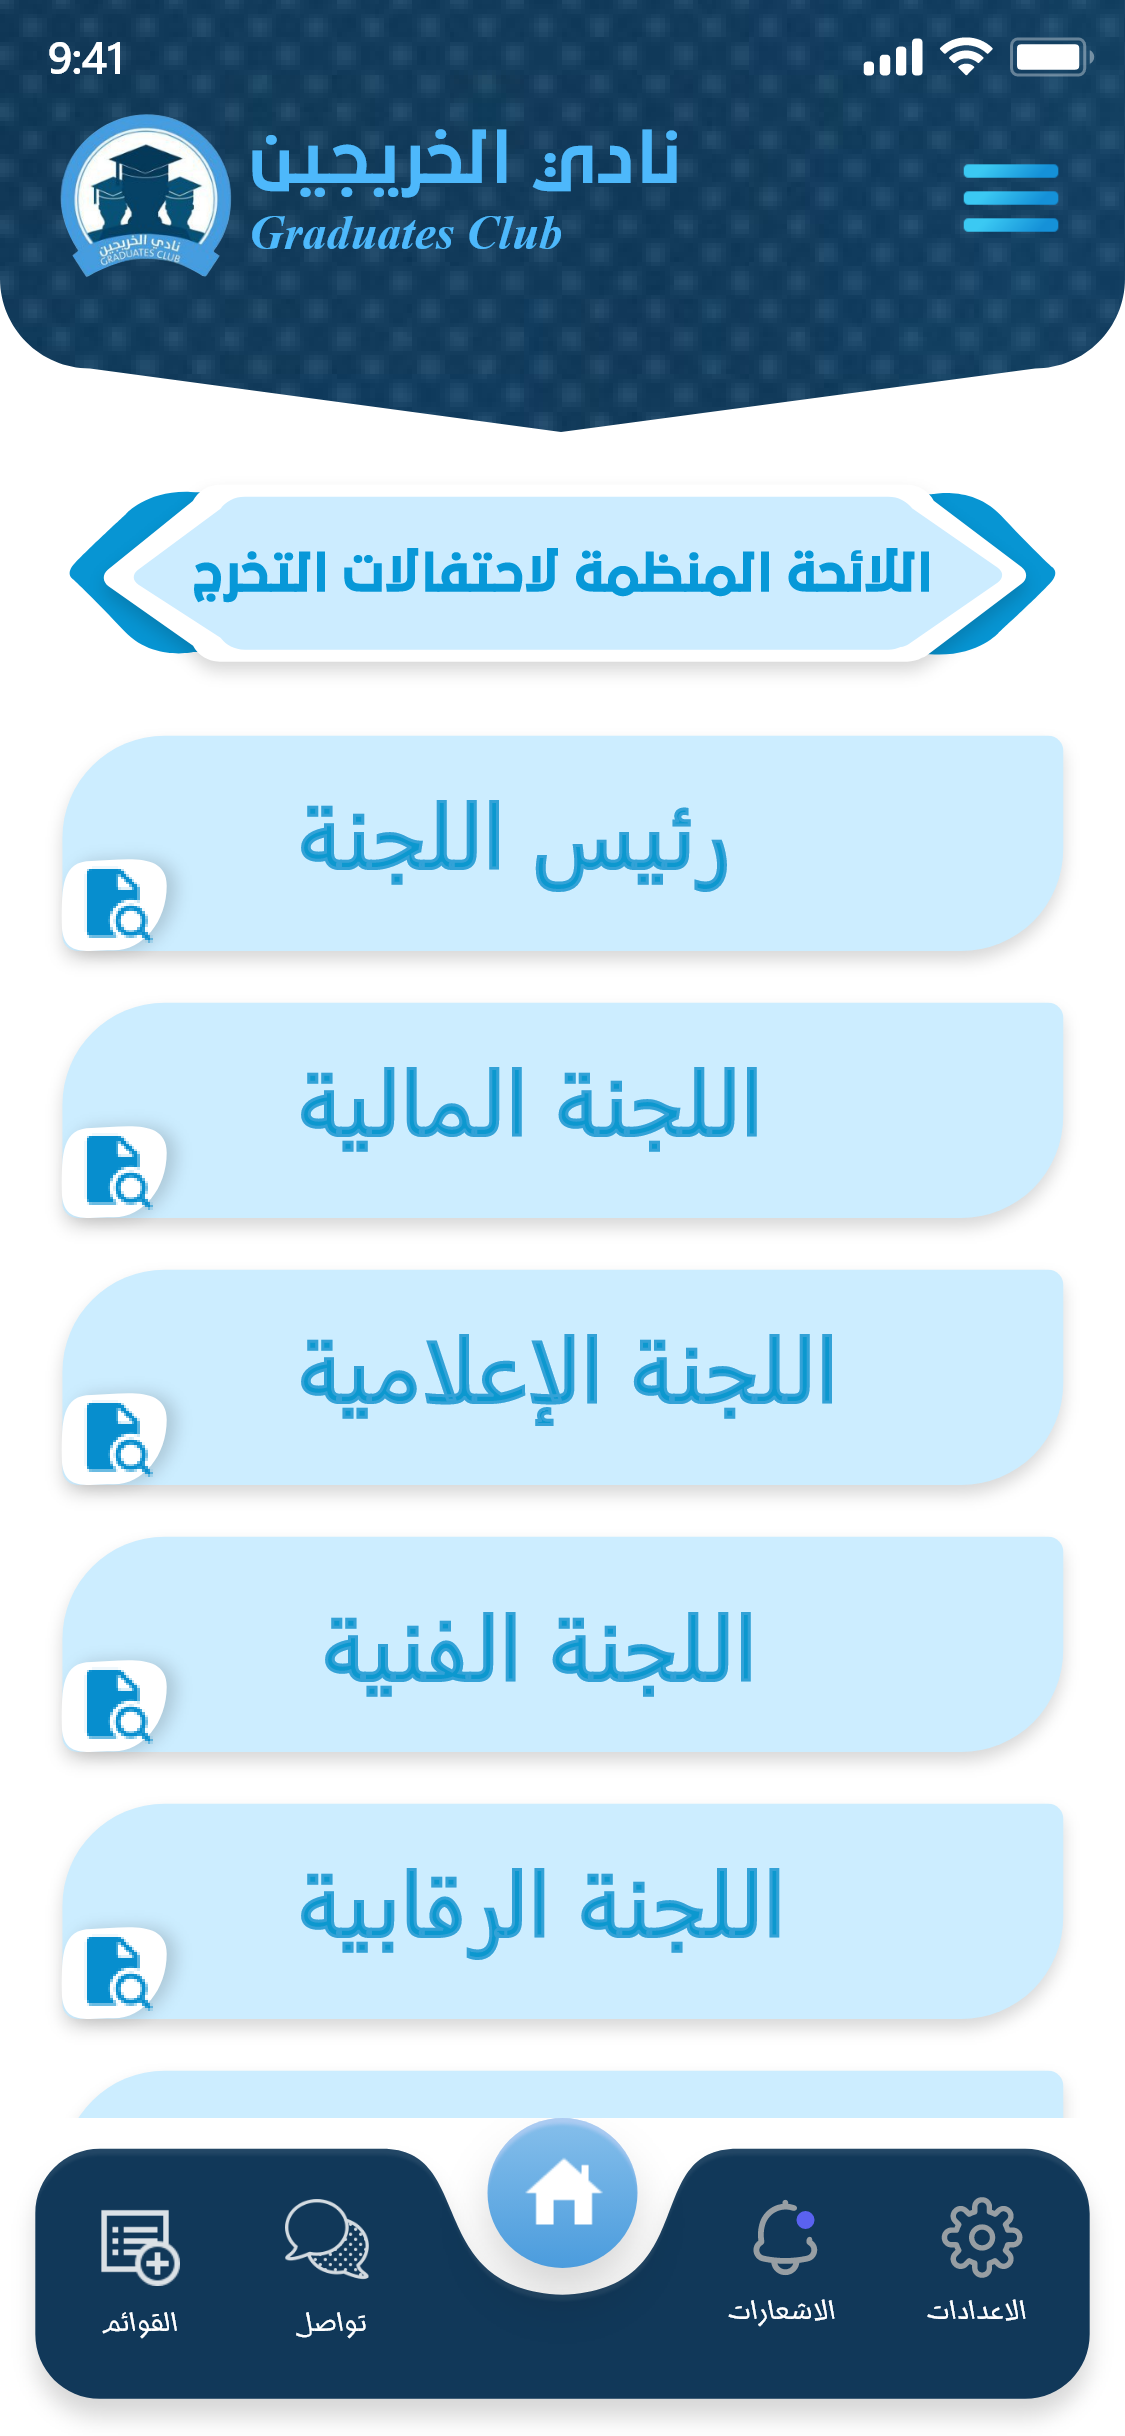 9:41
نادي الخريجين
Graduates Club
نادي الخريجين
GRADUATES CLUB
اللائحة المنظمة لاحتفالات التخرج
رئيس اللجنة
اللجنة المالية
اللجنة الإعلامية
اللجنة الفنية
اللجنة الرقابية
الاعدادات
الاشعارات
تواصل
القوائم